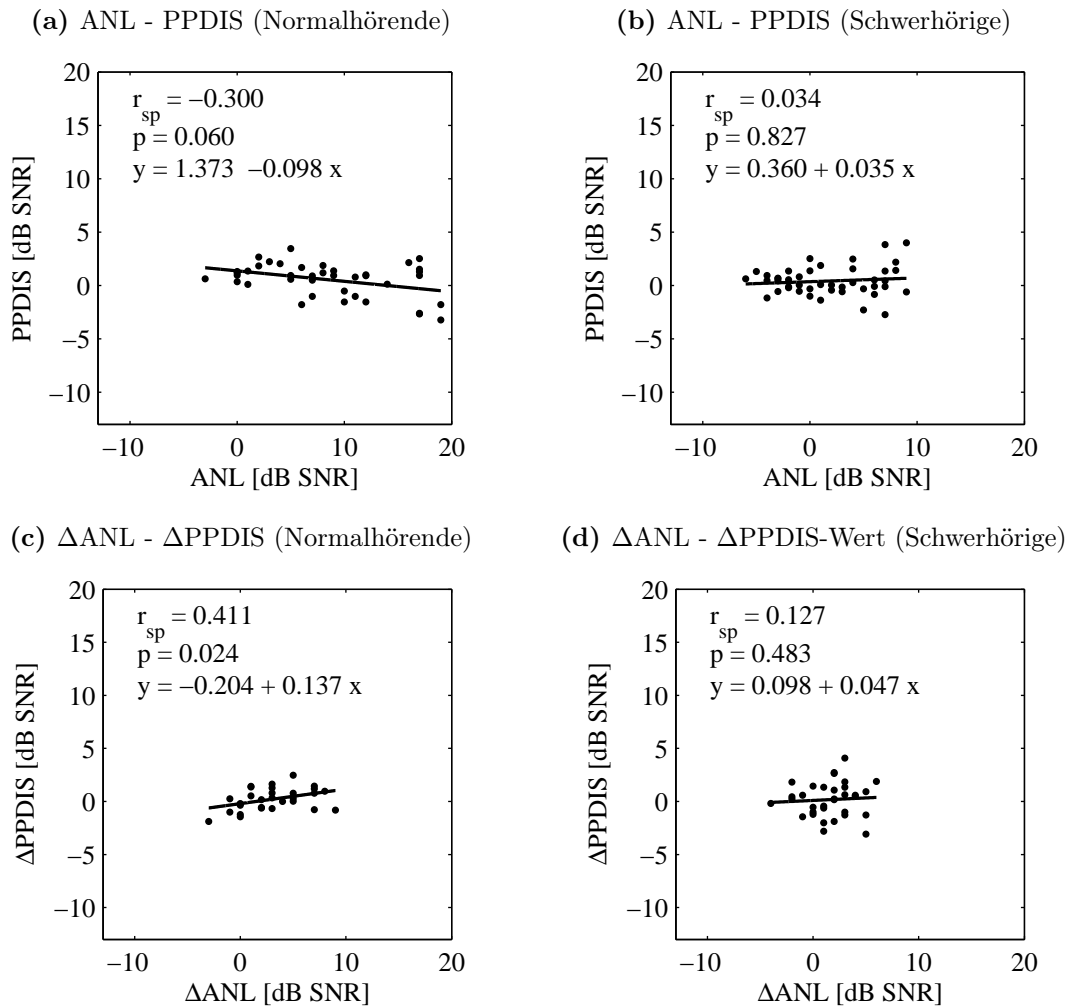 (a) ANL - PPDIS (Normalhörende)
20
15
10
5
0
−5
−10
PPDIS [dB SNR]
r_sp = −0.300
p = 0.060
y = 1.373 −0.098 x
−10 0 10 20
ANL [dB SNR]
(b) ANL - PPDIS (Schwerhörige)
20
15
10
5
0
−5
−10
PPDIS [dB SNR]
r_sp = 0.034
p = 0.827
y = 0.360 + 0.035 x
−10 0 10 20
ANL [dB SNR]
(c) ΔANL - ΔPPDIS (Normalhörende)
20
15
10
5
0
−5
−10
ΔPPDIS [dB SNR]
r_sp = 0.411
p = 0.024
y = −0.204 + 0.137 x
−10 0 10 20
ΔANL [dB SNR]
(d) ΔANL - ΔPPDIS-Wert (Schwerhörige)
20
15
10
5
0
−5
−10
ΔPPDIS [dB SNR]
r_sp = 0.127
p = 0.483
y = 0.098 + 0.047 x
−10 0 10 20
ΔANL [dB SNR]